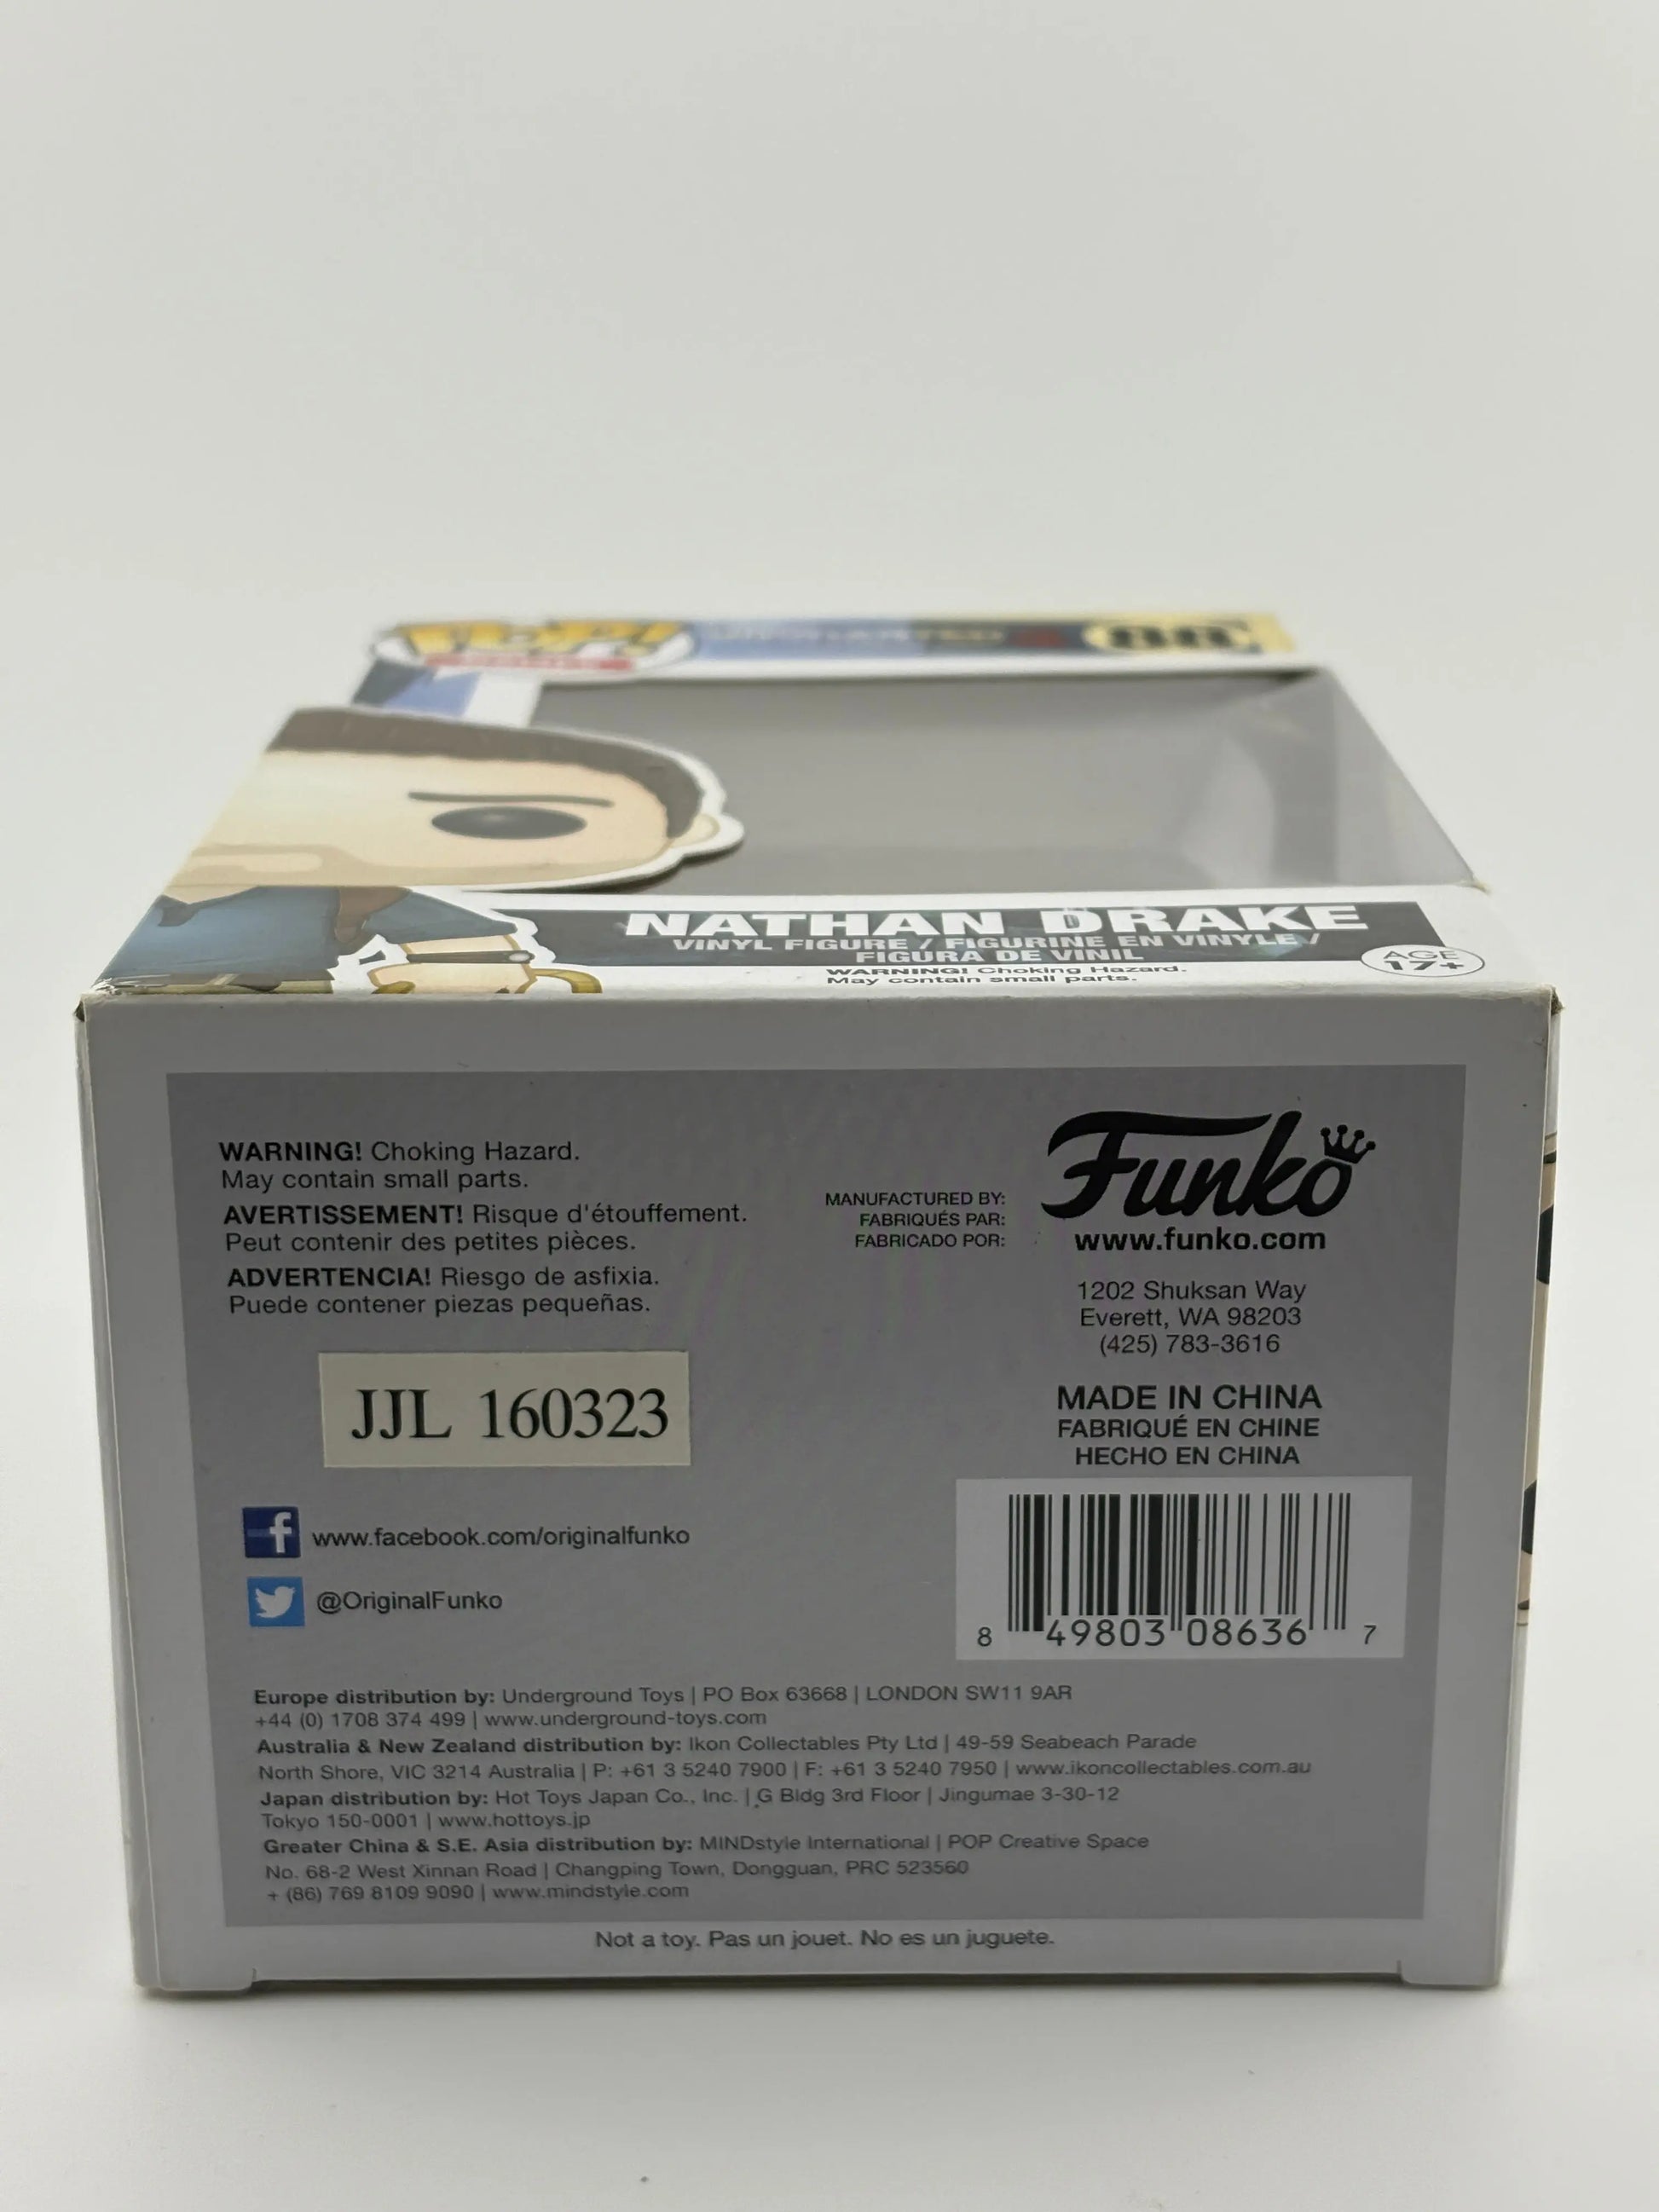 POP!
UNCHARTED 4
88
NATHAN DRAKE
VINYL FIGURE / FIGURINE EN VINYLE /
FIGURA DE VINIL
WARNING! Choking Hazard.
May contain small parts.
AGE
17+
WARNING! Choking Hazard.
May contain small parts.
AVERTISSEMENT! Risque d'étouffement.
Peut contenir des petites pièces.
ADVERTENCIA! Riesgo de asfixia.
Puede contener piezas pequeñas.
MANUFACTURED BY:
FABRIQUÉS PAR:
FABRICADO POR:
Funko
www.funko.com
1202 Shuksan Way
Everett, WA 98203
(425) 783-3616
MADE IN CHINA
FABRIQUÉ EN CHINE
HECHO EN CHINA
JJL 160323
f www.facebook.com/originalfunko
@OriginalFunko
8 49803 08636 7
Europe distribution by: Underground Toys | PO Box 63668 | LONDON SW11 9AR
+44 (0) 1708 374 499 | www.underground-toys.com
Australia & New Zealand distribution by: Ikon Collectables Pty Ltd | 49-59 Seabeach Parade
North Shore, VIC 3214 Australia | P: +61 3 5240 7900 | F: +61 3 5240 7950 | www.ikoncollectables.com.au
Japan distribution by: Hot Toys Japan Co., Inc. | G Bldg 3rd Floor | Jingumae 3-30-12
Tokyo 150-0001 | www.hottoys.jp
Greater China & S.E. Asia distribution by: MINDstyle International | POP Creative Space
No. 68-2 West Xinnan Road | Changping Town, Dongguan, PRC 523560
+ (86) 769 8109 9090 | www.mindstyle.com
Not a toy. Pas un jouet. No es un juguete.